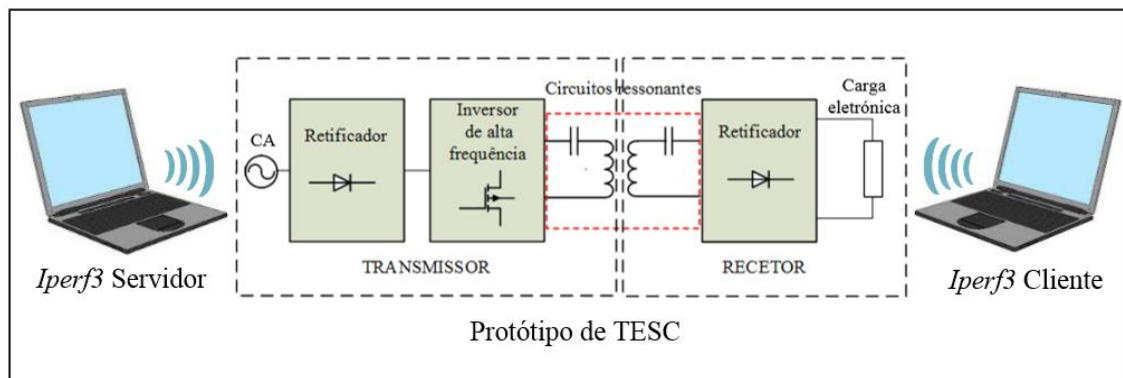 Circuitos ressonantes
Carga
eletrónica
CA
Retificador
Inversor
de alta
frequência
Retificador
TRANSMISSOR
RECETOR
Iperf3 Servidor
Iperf3 Cliente
Protótipo de TESC